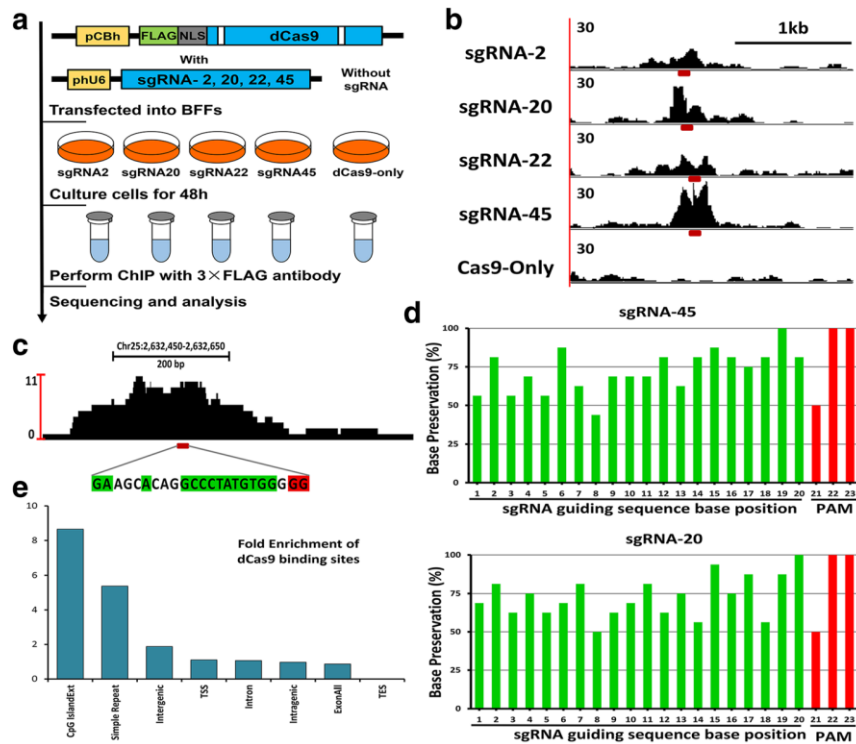 a
pCBh FLAG NLS dCas9
With
phU6 sgRNA- 2, 20, 22, 45
Without
sgRNA
Transfected into BFFs
sgRNA2 sgRNA20 sgRNA22 sgRNA45 dCas9-only
Culture cells for 48h
Perform ChIP with 3×FLAG antibody
Sequencing and analysis
b
30 1kb
sgRNA-2
30
sgRNA-20
30
sgRNA-22
30
sgRNA-45
30
Cas9-Only
c
Chr25:2,632,450-2,632,650
200 bp
11
0
GAAGCACAGGCCCTATGTGGGGG
d
sgRNA-45
Base Preservation (%)
100
75
50
25
0
1 2 3 4 5 6 7 8 9 10 11 12 13 14 15 16 17 18 19 20 21 22 23
sgRNA guiding sequence base position PAM
sgRNA-20
Base Preservation (%)
100
75
50
25
0
1 2 3 4 5 6 7 8 9 10 11 12 13 14 15 16 17 18 19 20 21 22 23
sgRNA guiding sequence base position PAM
e
10
8
6
4
2
0
Fold Enrichment of
dCas9 binding sites
CpG IslandExt
Simple Repeat
Intergenic
TSS
Intron
Intragenic
ExonAll
TES